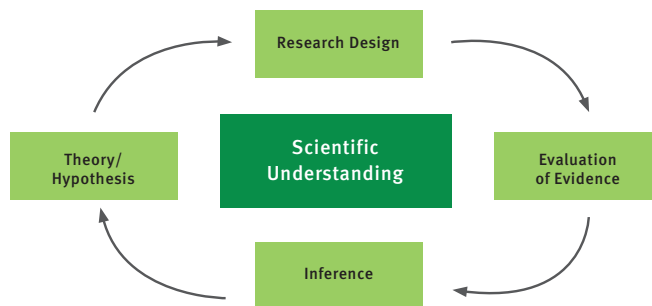 Research Design
Theory/
Hypothesis
Scientific
Understanding
Evaluation
of Evidence
Inference